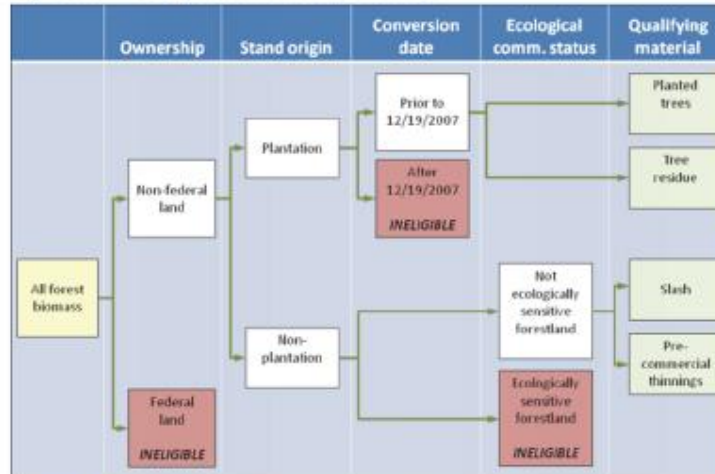 Ownership
Stand origin
Conversion
date
Ecological
comm. status
Qualifying
material
All forest
biomass
Non-federal
land
Federal
land
INELIGIBLE
Plantation
Non-
plantation
Prior to
12/19/2007
After
12/19/2007
INELIGIBLE
Not
ecologically
sensitive
forestland
Ecologically
sensitive
forestland
INELIGIBLE
Planted
trees
Tree
residue
Slash
Pre-
commercial
thinnings